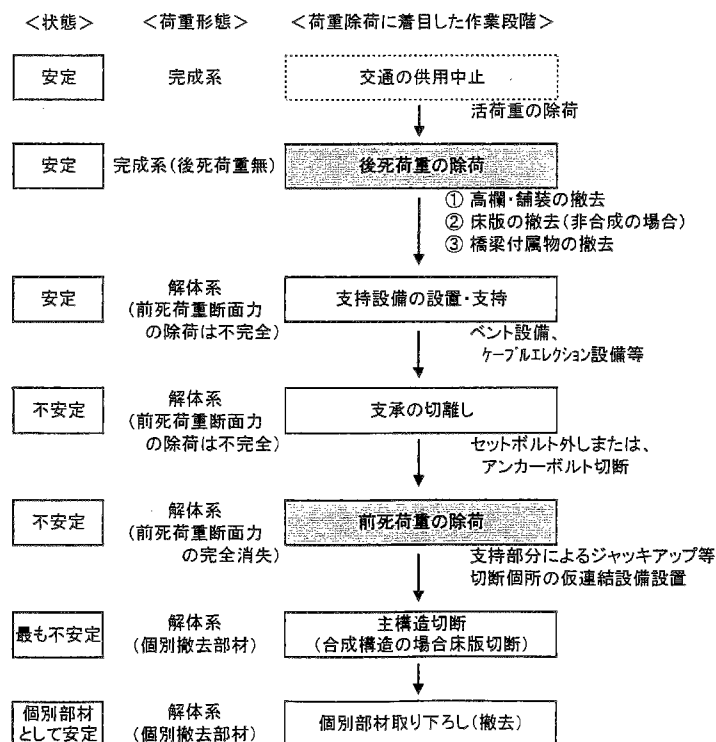 ＜状態＞ ＜荷重形態＞ ＜荷重除荷に着目した作業段階＞
安定 完成系 交通の供用中止
活荷重の除荷
安定 完成系(後死荷重無) 後死荷重の除荷
① 高欄・舗装の撤去
② 床版の撤去(非合成の場合)
③ 橋梁付属物の撤去
安定 解体系 支持設備の設置・支持
(前死荷重断面力
の除荷は不完全)
ベント設備、
ケーブルエレクション設備等
不安定 解体系 支承の切離し
(前死荷重断面力
の除荷は不完全)
セットボルト外しまたは、
アンカーボルト切断
不安定 解体系 前死荷重の除荷
(前死荷重断面力
の完全消失)
支持部分によるジャッキアップ等
切断個所の仮連結設備設置
最も不安定 解体系 主構造切断
(個別撤去部材) (合成構造の場合床版切断)
個別部材 解体系 個別部材取り下ろし(撤去)
として安定 (個別撤去部材)